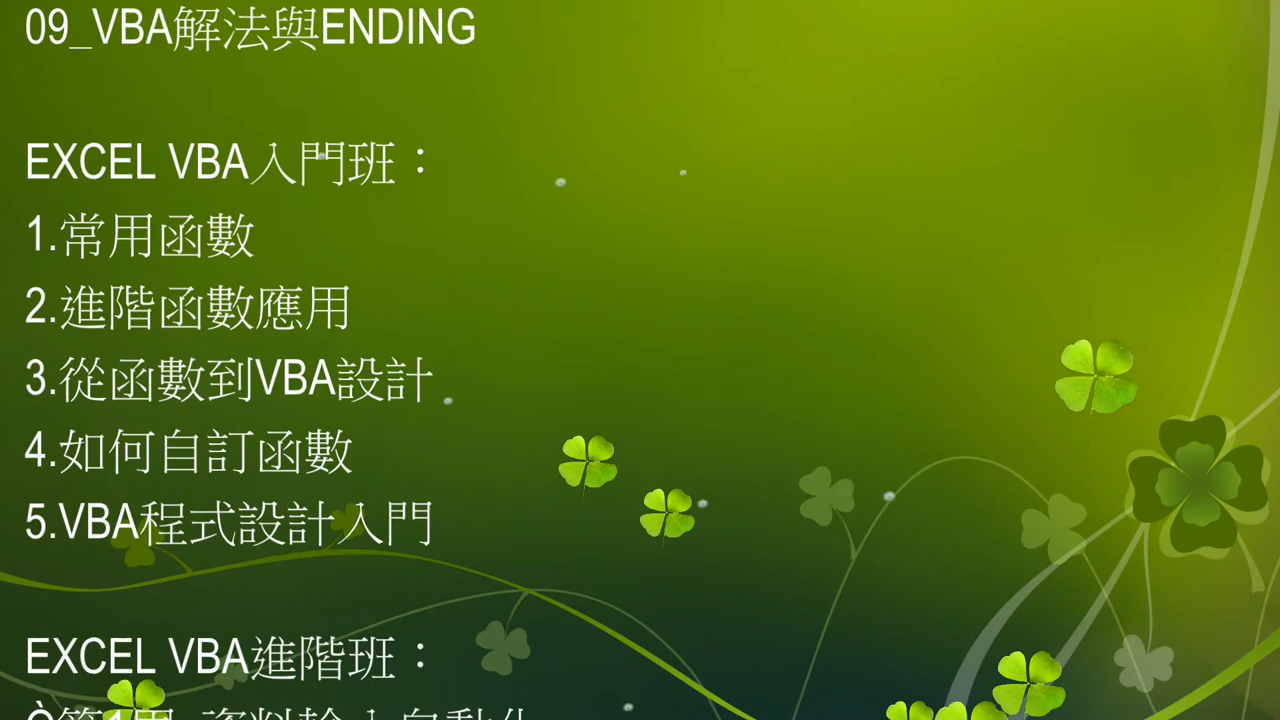 09_VBA解法與ENDING
EXCEL VBA入門班：
1.常用函數
2.進階函數應用
3.從函數到VBA設計
4.如何自訂函數
5.VBA程式設計入門
EXCEL VBA進階班：